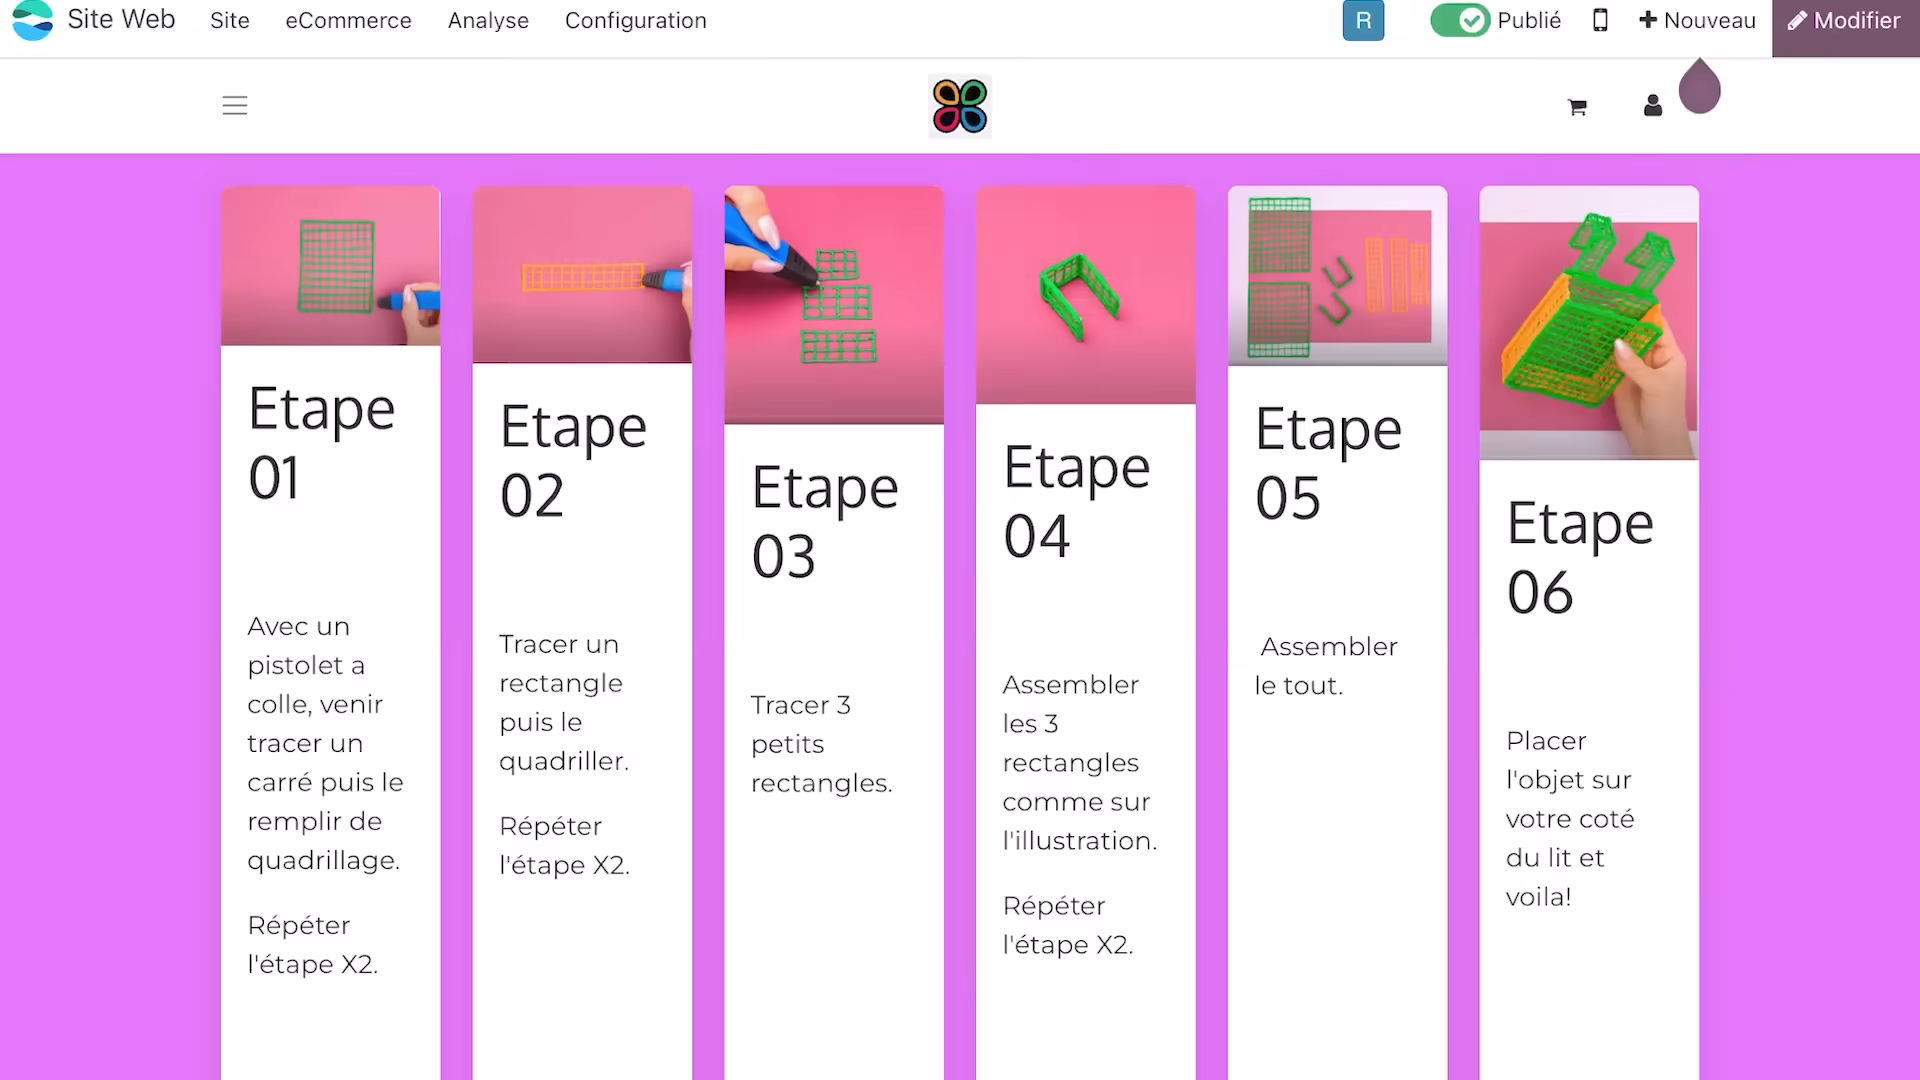 Site Web
Site
eCommerce
Analyse
Configuration
R
Publié
Nouveau
Modifier
Etape
01
Avec un
pistolet a
colle, venir
tracer un
carré puis le
remplir de
quadrillage.
Répéter
l'étape X2.
Etape
02
Tracer un
rectangle
puis le
quadriller.
Répéter
l'étape X2.
Etape
03
Tracer 3
petits
rectangles.
Etape
04
Assembler
les 3
rectangles
comme sur
l'illustration.
Répéter
l'étape X2.
Etape
05
Assembler
le tout.
Etape
06
Placer
l'objet sur
votre coté
du lit et
voila!